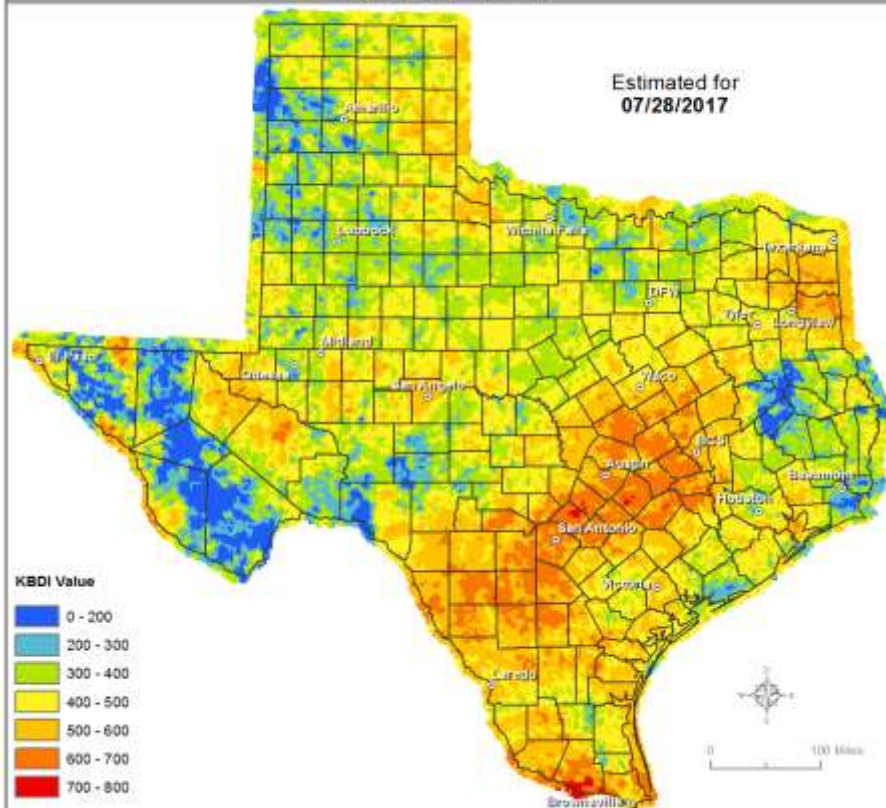 Estimated for
07/28/2017
Amarillo
Lubbock
Wichita Falls
Texarkana
DFW
Tyler
Longview
El Paso
Midland
Odessa
San Angelo
Waco
BCS
Austin
Beaumont
Houston
San Antonio
Victoria
Laredo
Brownsville
KBDI Value
0 - 200
200 - 300
300 - 400
400 - 500
500 - 600
600 - 700
700 - 800
0 100 Miles